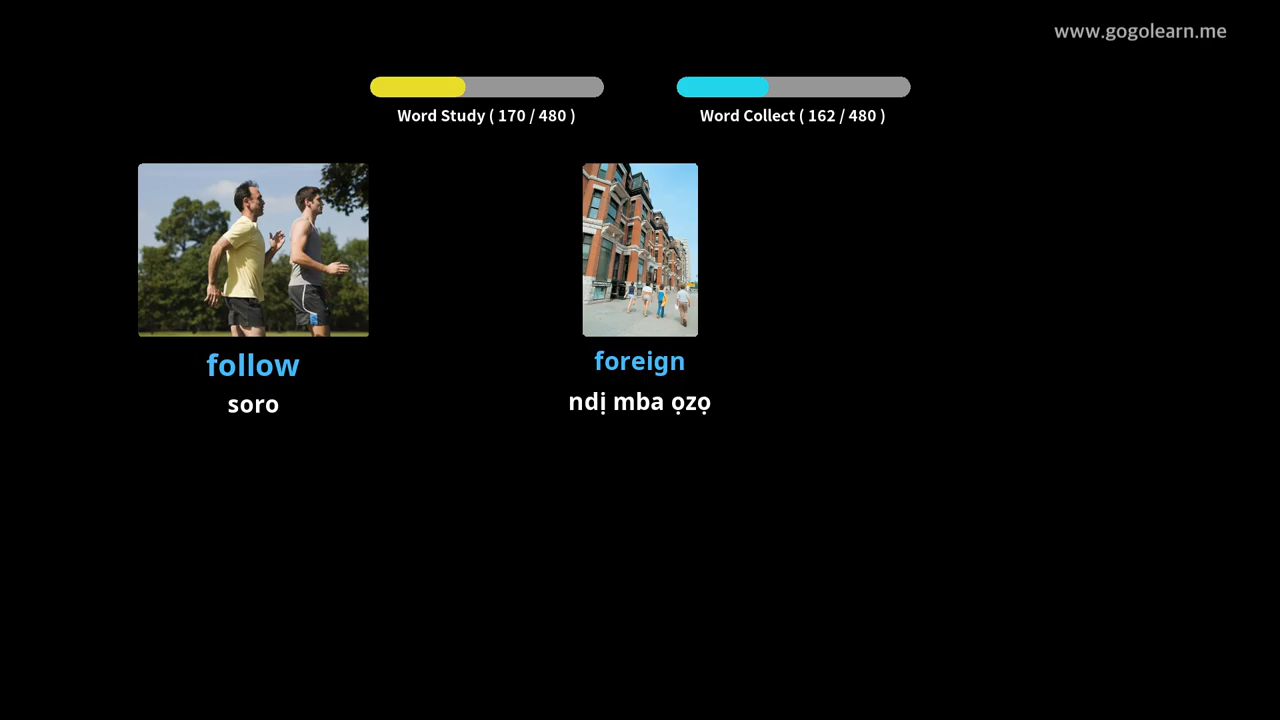 www.gogolearn.me
Word Study ( 170 / 480 )
Word Collect ( 162 / 480 )
follow
foreign
soro
ndị mba ọzọ